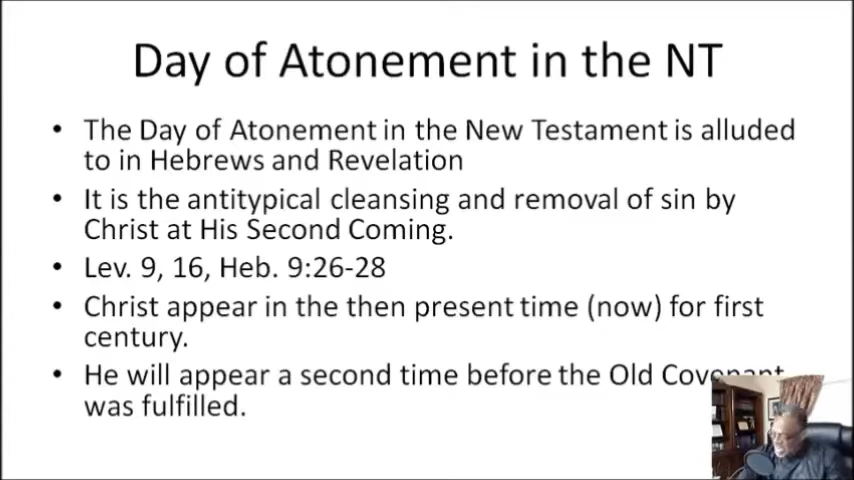 Day of Atonement in the NT
• The Day of Atonement in the New Testament is alluded
to in Hebrews and Revelation
• It is the antitypical cleansing and removal of sin by
Christ at His Second Coming.
• Lev. 9, 16, Heb. 9:26-28
• Christ appear in the then present time (now) for first
century.
• He will appear a second time before the Old Covenant
was fulfilled.